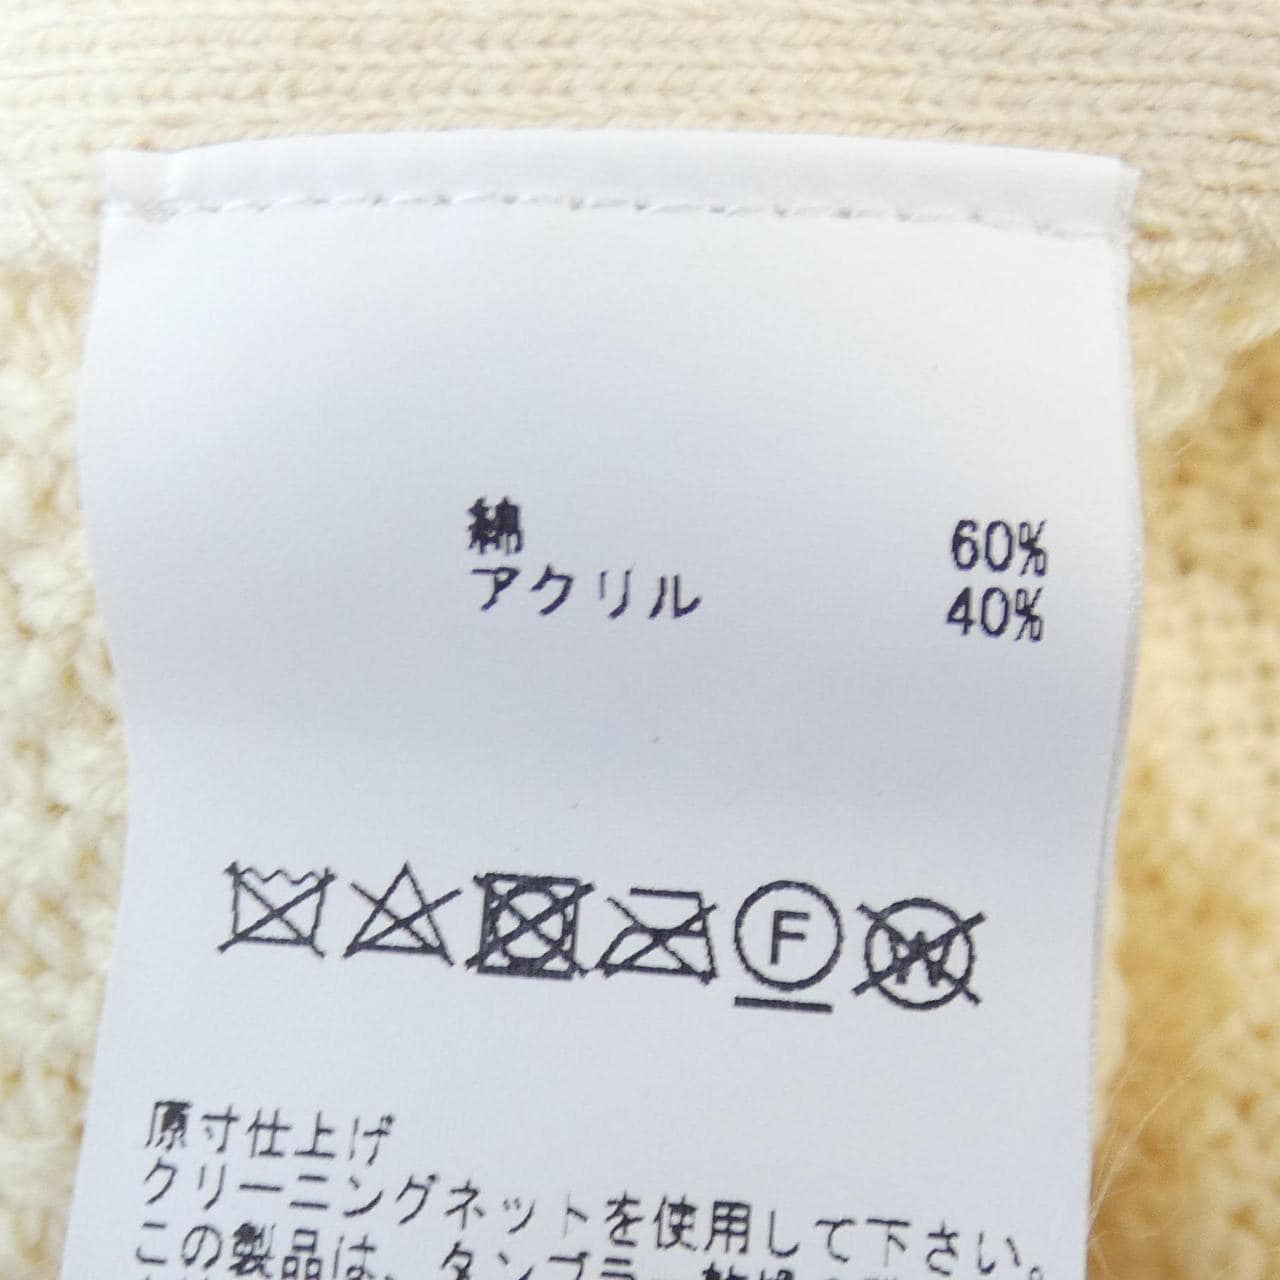 綿 60%
アクリル 40%
F
W
原寸仕上げ
クリーニングネットを使用して下さい。
この製品は、タンブラー乾燥